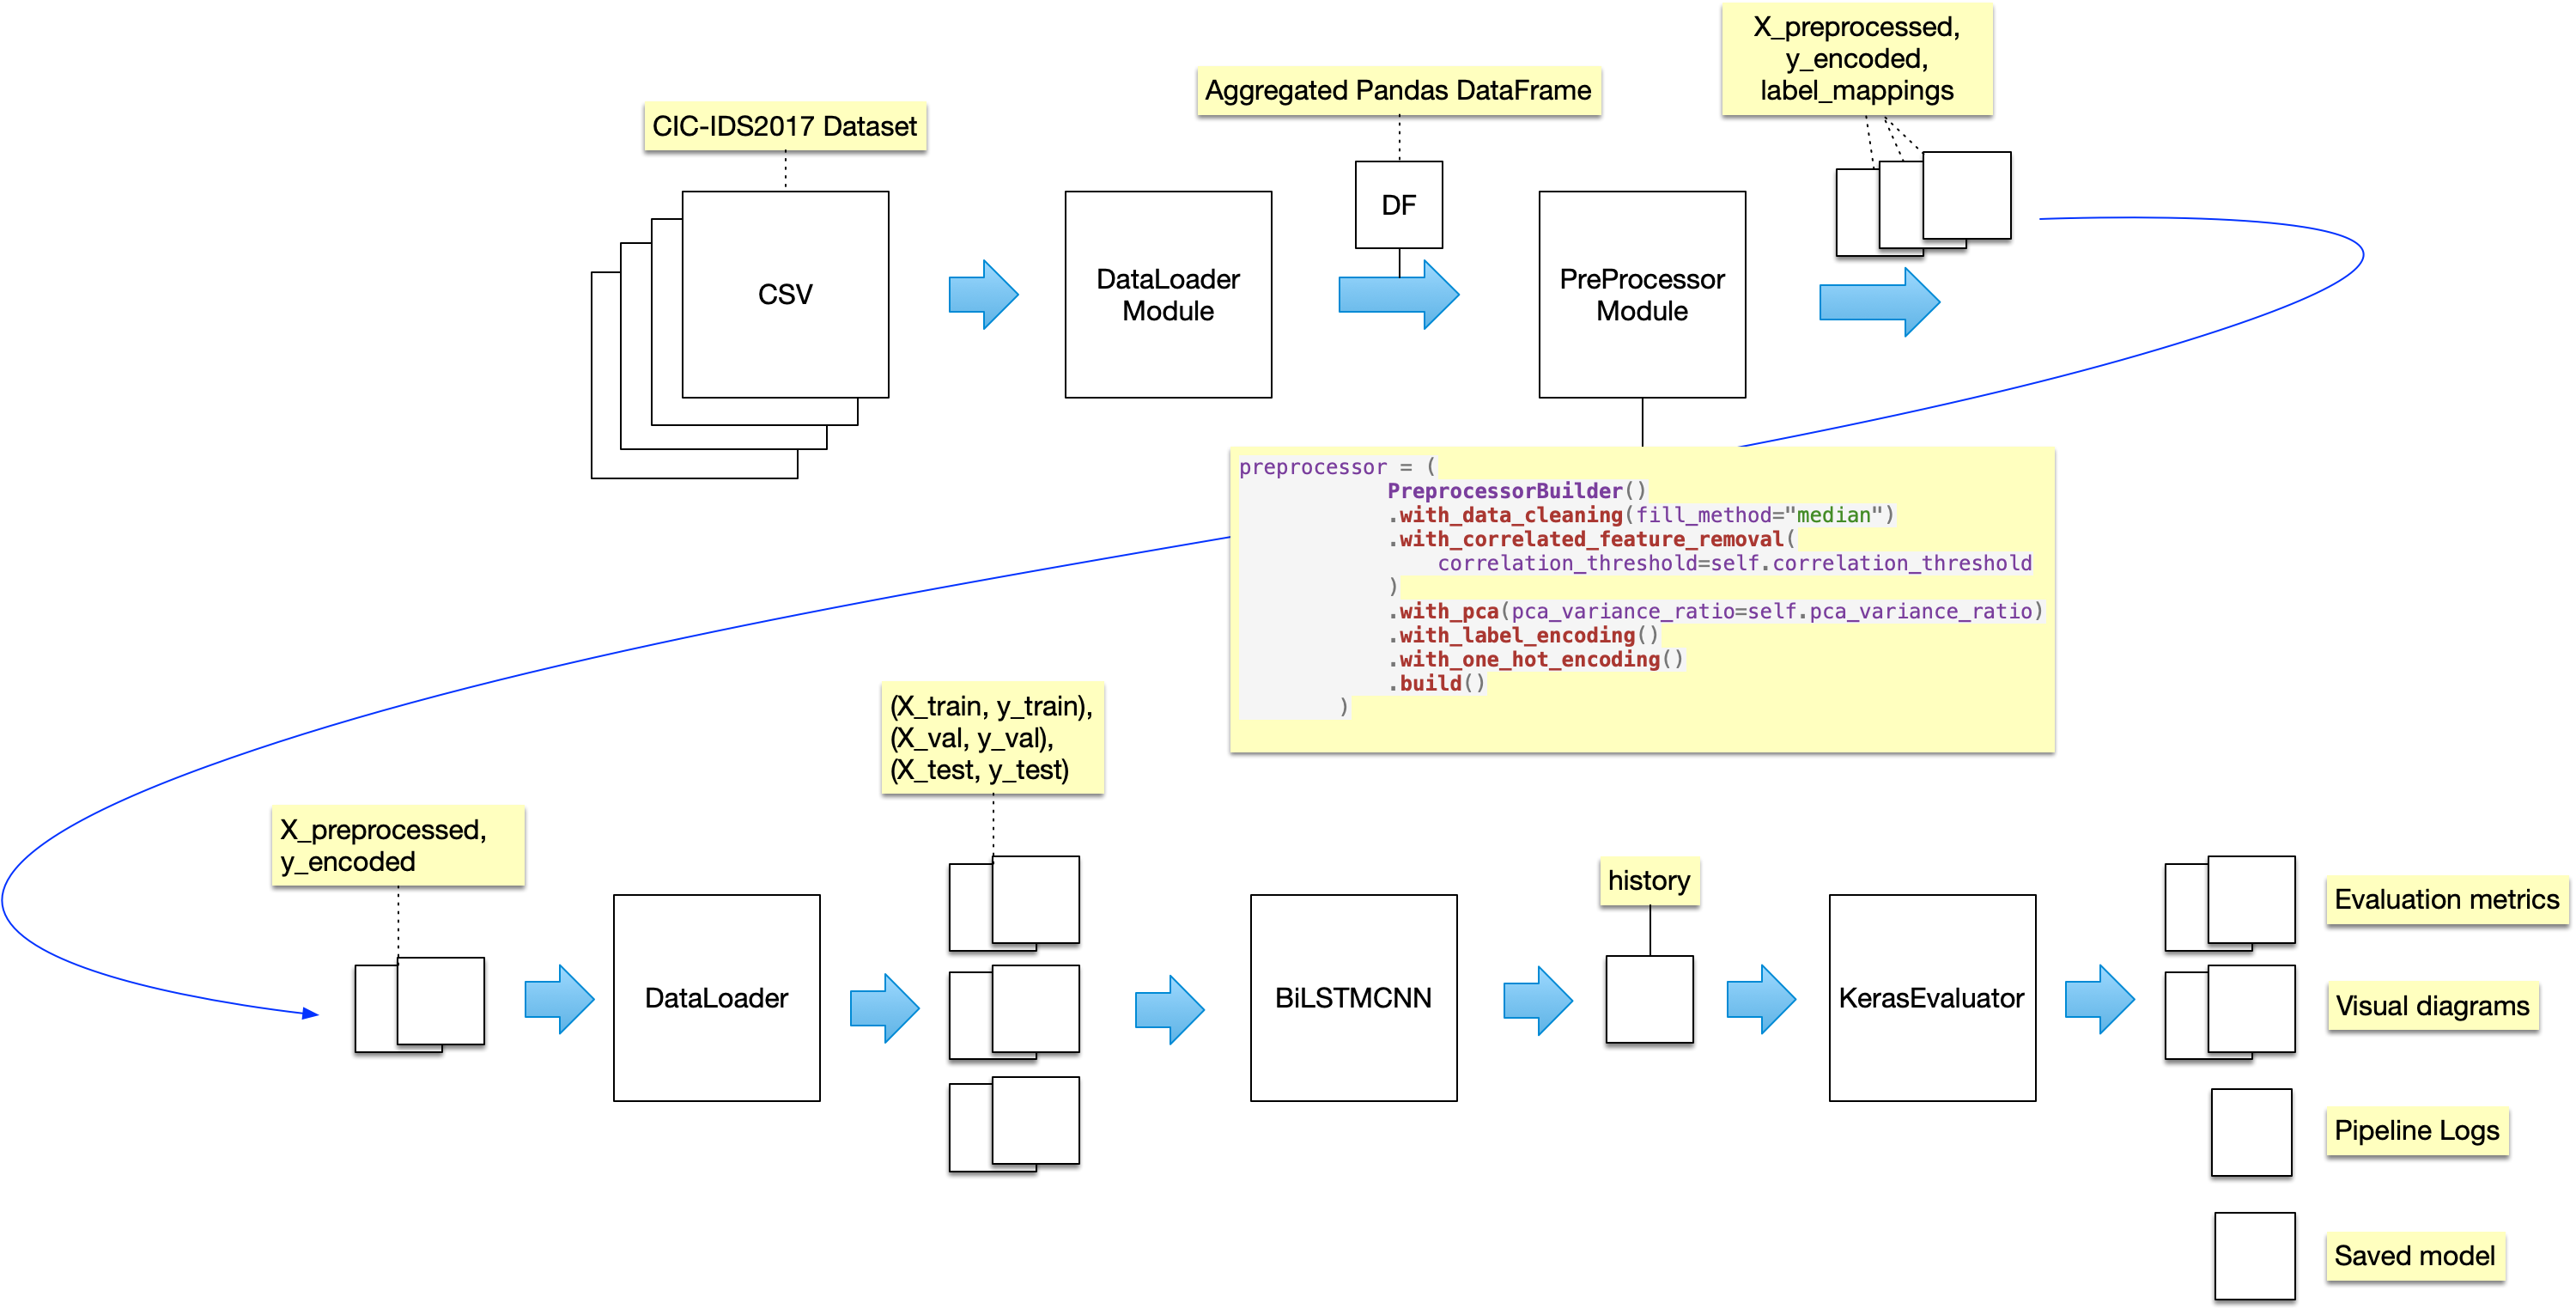 X_preprocessed,
y_encoded,
label_mappings
Aggregated Pandas DataFrame
CIC-IDS2017 Dataset
DF
CSV
DataLoader
Module
PreProcessor
Module
preprocessor = (
PreprocessorBuilder()
.with_data_cleaning(fill_method="median")
.with_correlated_feature_removal(
correlation_threshold=self.correlation_threshold
)
.with_pca(pca_variance_ratio=self.pca_variance_ratio)
.with_label_encoding()
.with_one_hot_encoding()
.build()
)
(X_train, y_train),
(X_val, y_val),
(X_test, y_test)
X_preprocessed,
y_encoded
history
DataLoader
BiLSTMCNN
KerasEvaluator
Evaluation metrics
Visual diagrams
Pipeline Logs
Saved model